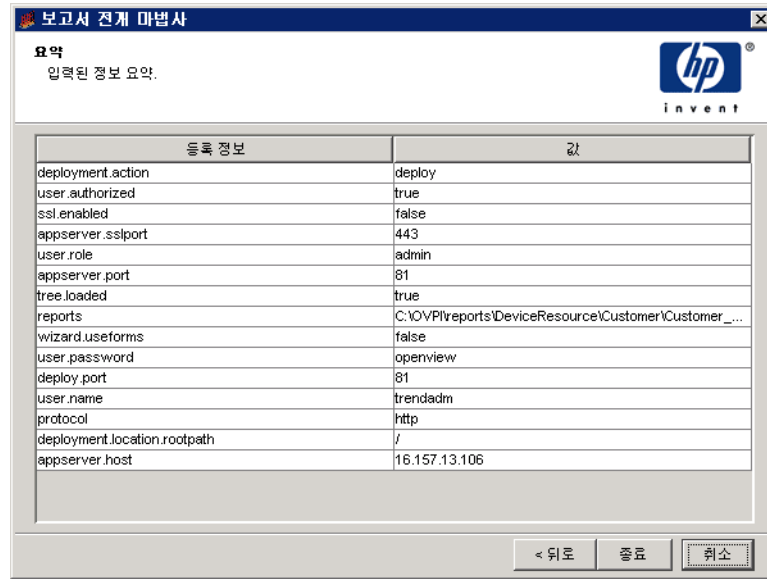 보고서 전개 마법사
요약
입력된 정보 요약.
hp ®
invent
등록 정보 값
deployment.action deploy
user.authorized true
ssl.enabled false
appserver.sslport 443
user.role admin
appserver.port 81
tree.loaded true
reports C:\OVPI\reports\DeviceResource\Customer\Customer_...
wizard.useforms false
user.password openview
deploy.port 81
user.name trendadm
protocol http
deployment.location.rootpath /
appserver.host 16.157.13.106
< 뒤로 종료 취소